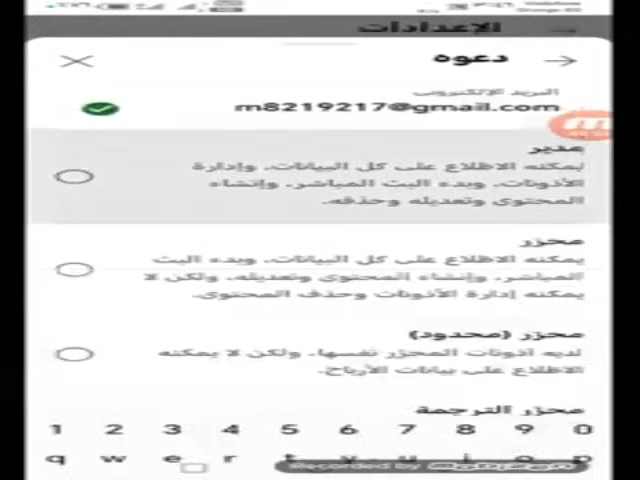 الإعدادات
دعوة
البريد الإلكتروني
m8219217@gmail.com
مدير
يمكنه الاطلاع على كل البيانات، وإدارة
الأذونات، وبدء البث المباشر، وإنشاء
المحتوى وتعديله وحذفه.
محرر
يمكنه الاطلاع على كل البيانات، وبدء البث
المباشر، وإنشاء المحتوى وتعديله، ولكن لا
يمكنه إدارة الأذونات وحذف المحتوى.
محرر (محدود)
لديه أذونات المحرر نفسها، ولكن لا يمكنه
الاطلاع على بيانات الأرباح.
محرر الترجمة
1 2 3 4 5 6 7 8 9 0
q w e r t y u i o p
Recorded by